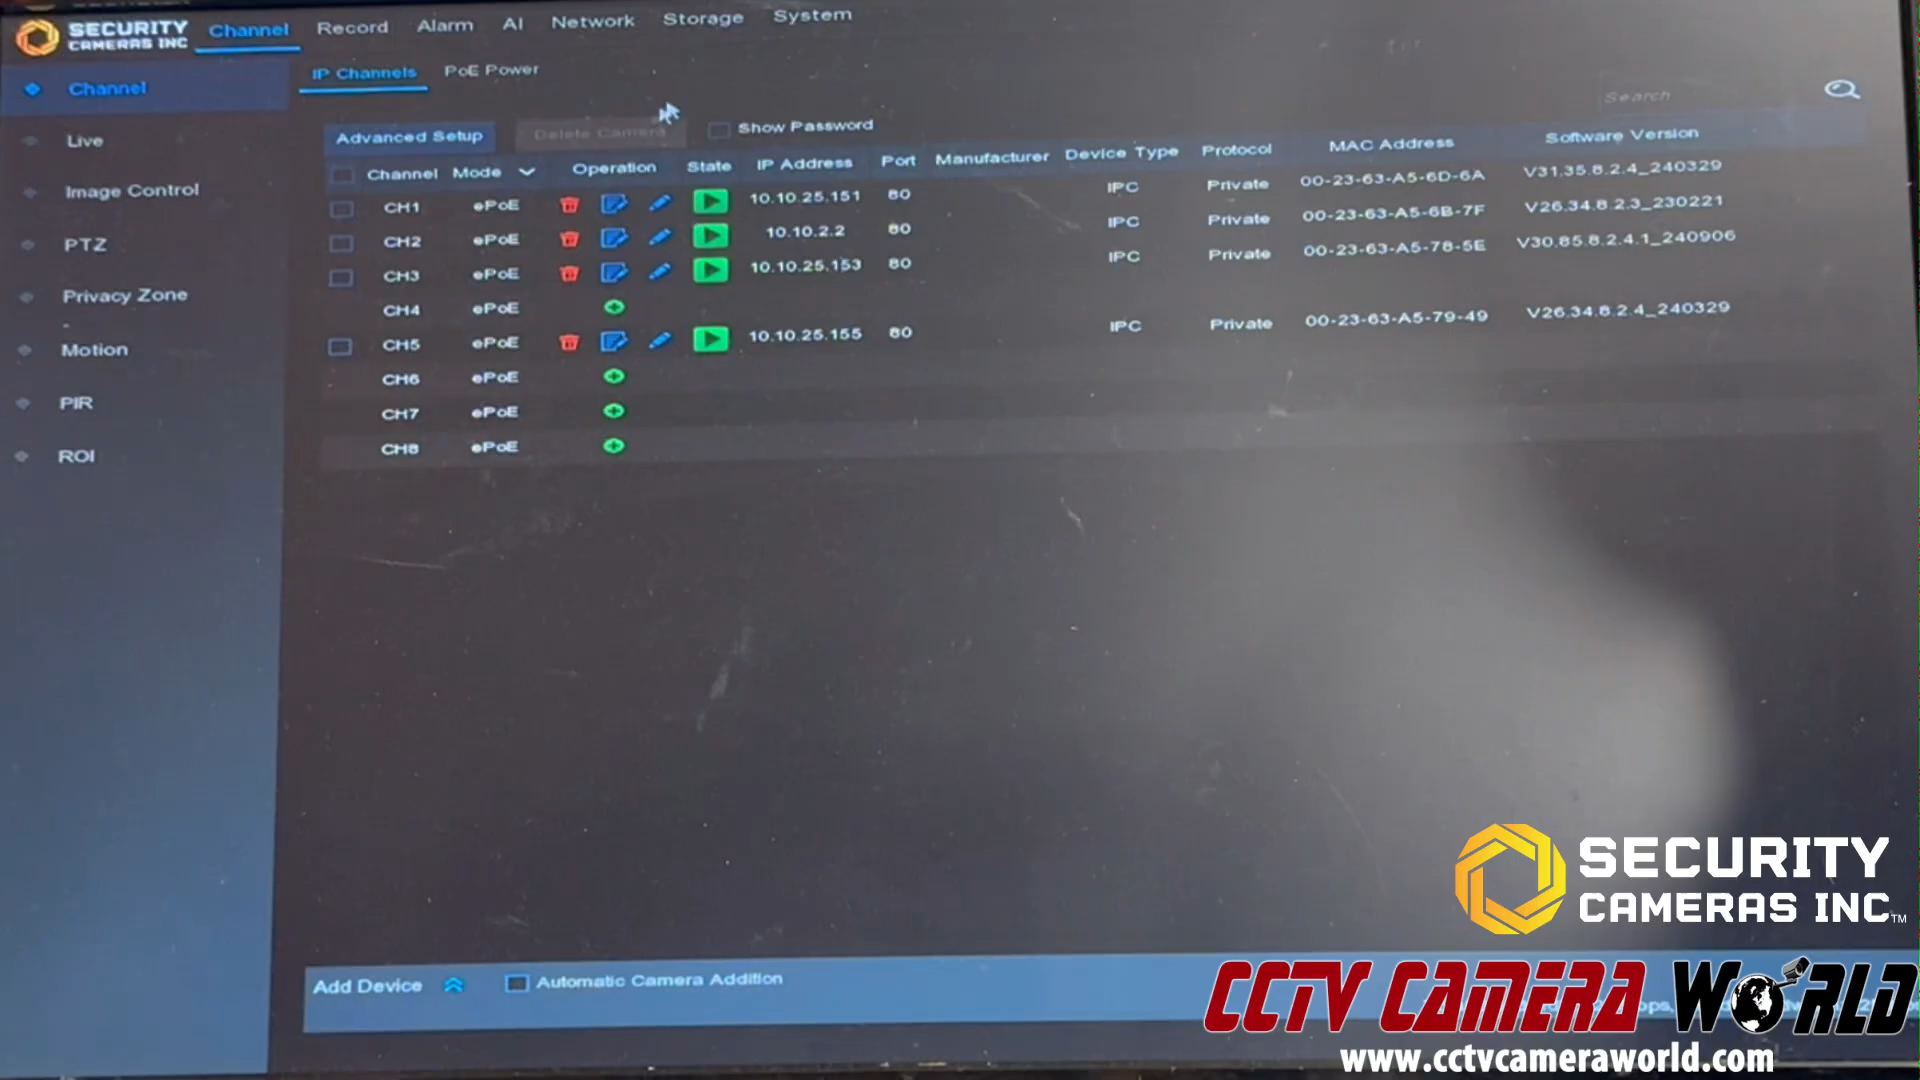 SECURITY CAMERAS INC Channel Record Alarm AI Network Storage System
Channel
Live
Image Control
PTZ
Privacy Zone
Motion
PIR
ROI
IP Channels PoE Power
Search
Advanced Setup Delete Camera Show Password
Channel Mode Operation State IP Address Port Manufacturer Device Type Protocol MAC Address Software Version
CH1 ePoE 10.10.25.151 80 IPC Private 00-23-63-A5-6D-6A V31.35.8.2.4_240329
CH2 ePoE 10.10.2.2 80 IPC Private 00-23-63-A5-6B-7F V26.34.8.2.3_230221
CH3 ePoE 10.10.25.153 80 IPC Private 00-23-63-A5-78-5E V30.85.8.2.4.1_240906
CH4 ePoE
CH5 ePoE 10.10.25.155 80 IPC Private 00-23-63-A5-79-49 V26.34.8.2.4_240329
CH6 ePoE
CH7 ePoE
CH8 ePoE
Add Device Automatic Camera Addition
SECURITY
CAMERAS INC.™
CCTV CAMERA WORLD
www.cctvcameraworld.com